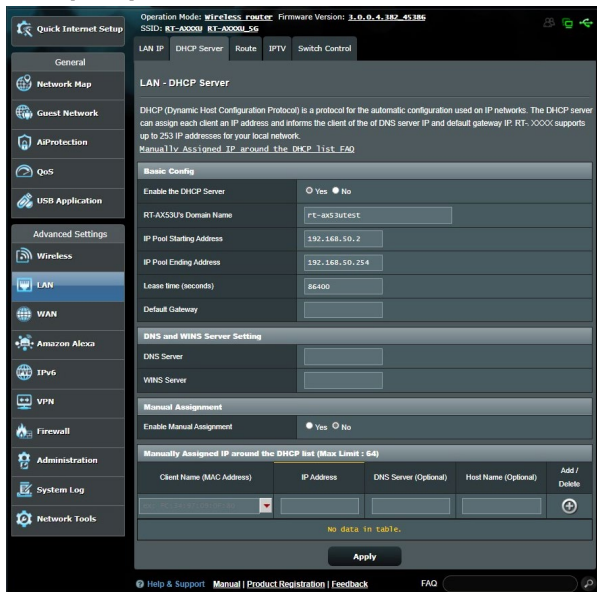 Quick Internet Setup
General
Network Map
Guest Network
AiProtection
QoS
USB Application
Advanced Settings
Wireless
LAN
WAN
Amazon Alexa
IPv6
VPN
Firewall
Administration
System Log
Network Tools
Operation Mode: Wireless router Firmware Version: 3.0.0.4.382_45386
SSID: RT-AXXXU RT-AXXXU_5G
LAN IP DHCP Server Route IPTV Switch Control
LAN - DHCP Server
DHCP (Dynamic Host Configuration Protocol) is a protocol for the automatic configuration used on IP networks. The DHCP server
can assign each client an IP address and informs the client of the of DNS server IP and default gateway IP. RT-XXXX supports
up to 253 IP addresses for your local network.
Manually Assigned IP around the DHCP list FAQ
Basic Config
Enable the DHCP Server Yes No
RT-AX53U's Domain Name rt-ax53utest
IP Pool Starting Address 192.168.50.2
IP Pool Ending Address 192.168.50.254
Lease time (seconds) 86400
Default Gateway
DNS and WINS Server Setting
DNS Server
WINS Server
Manual Assignment
Enable Manual Assignment Yes No
Manually Assigned IP around the DHCP list (Max Limit : 64)
Client Name (MAC Address) IP Address DNS Server (Optional) Host Name (Optional) Add / Delete
No data in table.
Apply
Help & Support Manual | Product Registration | Feedback FAQ